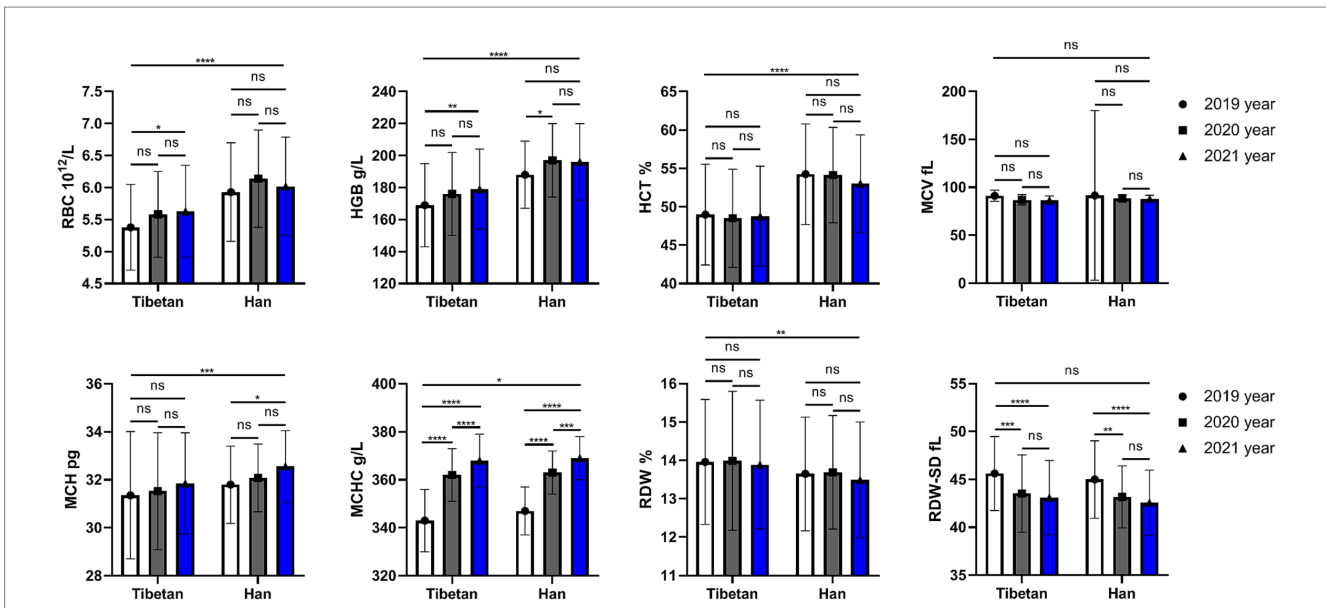 ****
ns
ns
ns
*
ns
ns
RBC 10¹²/L
7.5
7.0
6.5
6.0
5.5
5.0
4.5
Tibetan
Han
****
ns
* ns
**
ns
ns
HGB g/L
240
220
200
180
160
140
120
Tibetan
Han
****
ns
ns
ns
ns
ns
ns
HCT %
65
60
55
50
45
40
Tibetan
Han
ns
ns
ns
ns
ns
ns
ns
MCV fL
200
150
100
50
0
Tibetan
Han
2019 year
2020 year
2021 year
***
ns
*
ns
ns
ns
ns
MCH pg
36
34
32
30
28
Tibetan
Han
*
****
****
****
****
****
***
MCHC g/L
400
380
360
340
320
Tibetan
Han
**
ns
ns
ns
ns
ns
ns
RDW %
16
15
14
13
12
11
Tibetan
Han
ns
****
****
***
ns
**
ns
RDW-SD fL
55
50
45
40
35
Tibetan
Han
2019 year
2020 year
2021 year